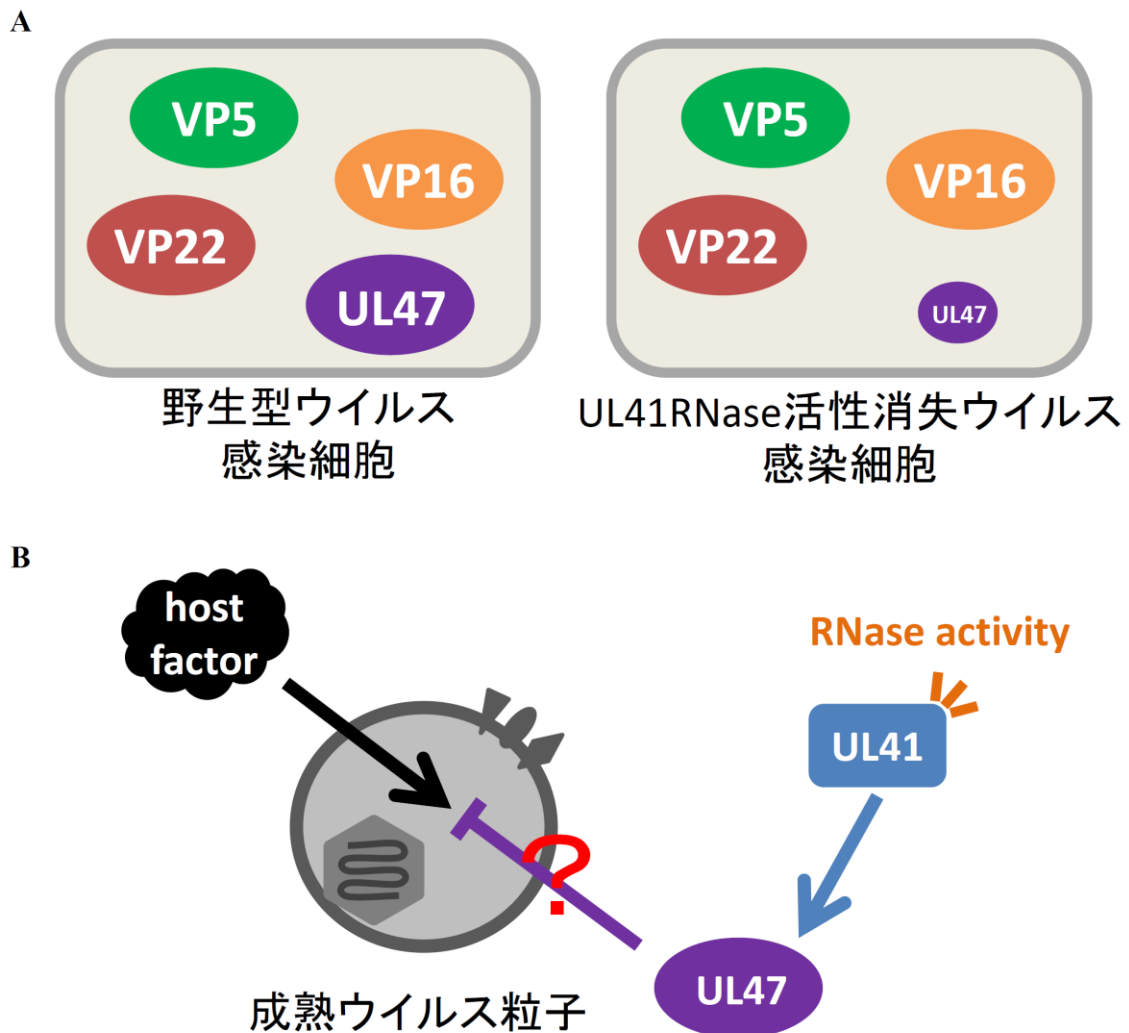 A
VP5
VP16
VP22
UL47
野生型ウイルス
感染細胞
VP5
VP16
VP22
UL47
UL41RNase活性消失ウイルス
感染細胞
B
host
factor
RNase activity
UL41
?
UL47
成熟ウイルス粒子